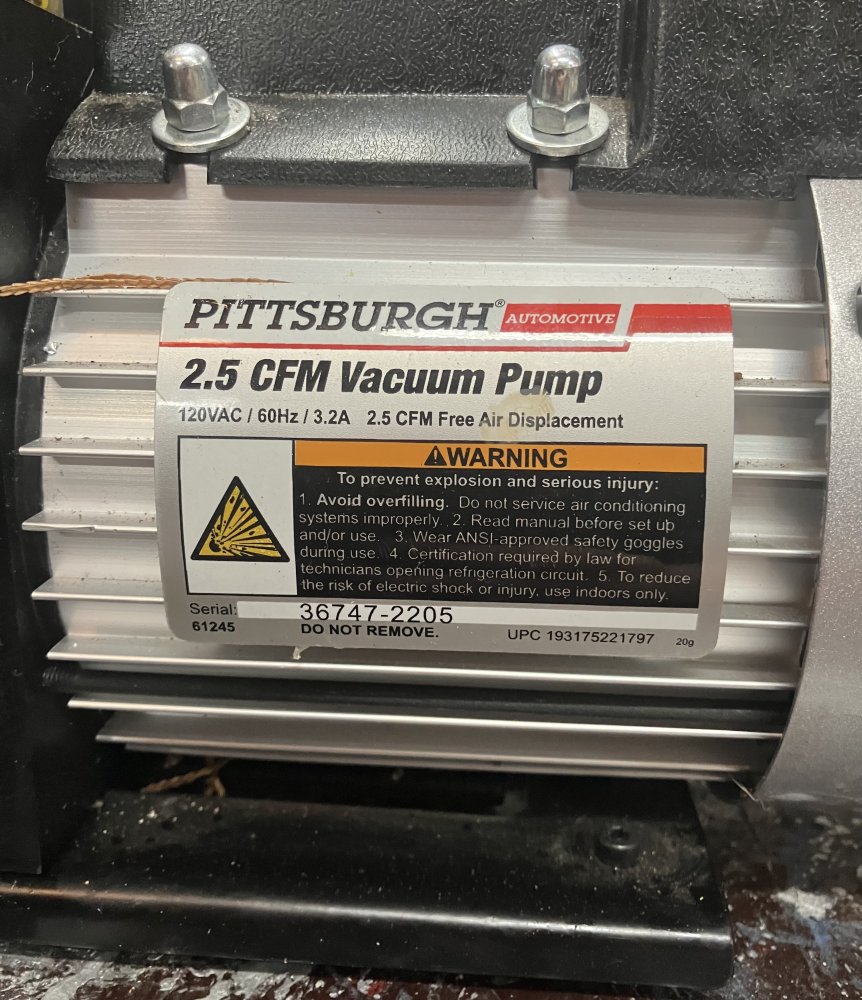 PITTSBURGH® AUTOMOTIVE
2.5 CFM Vacuum Pump
120VAC / 60Hz / 3.2A 2.5 CFM Free Air Displacement
⚠WARNING
To prevent explosion and serious injury:
1. Avoid overfilling. Do not service air conditioning
systems improperly. 2. Read manual before set up
and/or use. 3. Wear ANSI-approved safety goggles
during use. 4. Certification required by law for
technicians opening refrigeration circuit. 5. To reduce
the risk of electric shock or injury, use indoors only.
Serial: 36747-2205
61245 DO NOT REMOVE. UPC 193175221797 20g